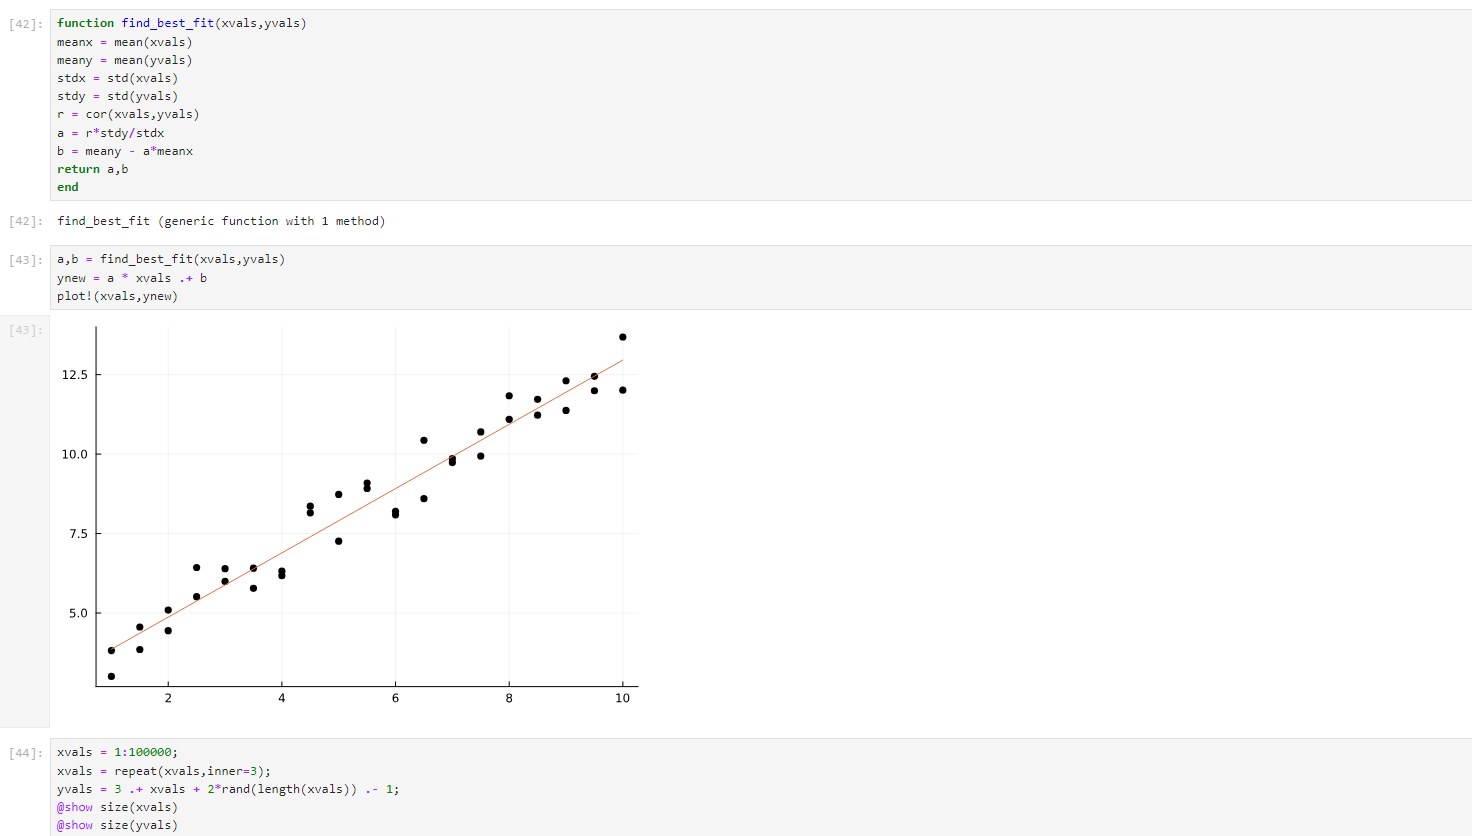 [42]: function find_best_fit(xvals,yvals)
meanx = mean(xvals)
meany = mean(yvals)
stdx = std(xvals)
stdy = std(yvals)
r = cor(xvals,yvals)
a = r*stdy/stdx
b = meany - a*meanx
return a,b
end
[42]: find_best_fit (generic function with 1 method)
[43]: a,b = find_best_fit(xvals,yvals)
ynew = a * xvals .+ b
plot!(xvals,ynew)
[43]:
12.5
10.0
7.5
5.0
2 4 6 8 10
[44]: xvals = 1:100000;
xvals = repeat(xvals,inner=3);
yvals = 3 .+ xvals + 2*rand(length(xvals)) .- 1;
@show size(xvals)
@show size(yvals)